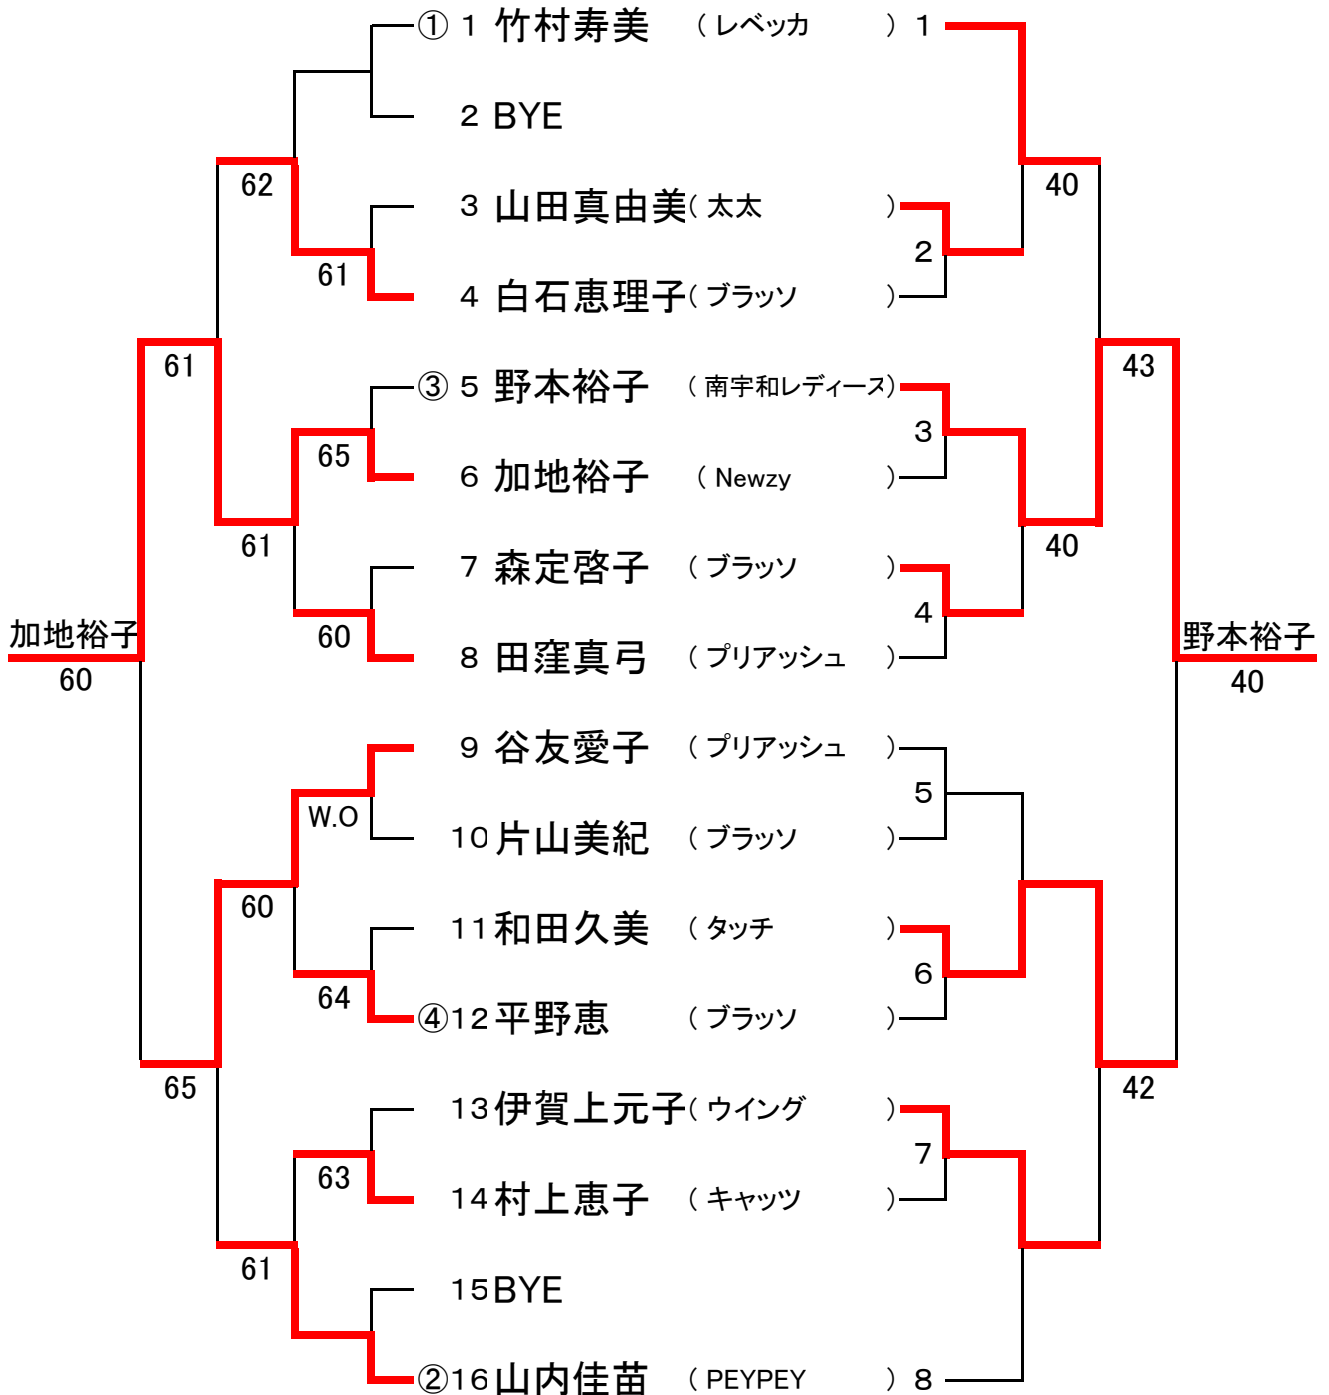 ① 1 竹村寿美 ( レベッカ ) 1
2 BYE
62 40
3 山田真由美 ( 太太 )
61 2
4 白石恵理子 ( ブラッソ )
61 43
③ 5 野本裕子 ( 南宇和レディース )
65 3
6 加地裕子 ( Newzy )
61 40
7 森定啓子 ( ブラッソ )
60 4
加地裕子 野本裕子
8 田窪真弓 ( プリアッシュ )
60 40
9 谷友愛子 ( プリアッシュ )
W.O 5
10 片山美紀 ( ブラッソ )
60
11 和田久美 ( タッチ )
64 6
④ 12 平野恵 ( ブラッソ )
65 42
13 伊賀上元子 ( ウイング )
63 7
14 村上恵子 ( キャッツ )
61
15 BYE
② 16 山内佳苗 ( PEYPEY ) 8